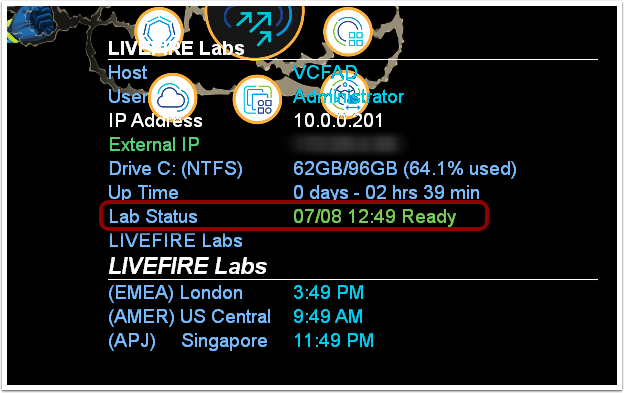 LIVEFIRE Labs
Host VCFAD
User Administrator
IP Address 10.0.0.201
External IP
Drive C: (NTFS) 62GB/96GB (64.1% used)
Up Time 0 days - 02 hrs 39 min
Lab Status 07/08 12:49 Ready
LIVEFIRE Labs
LIVEFIRE Labs
(EMEA) London 3:49 PM
(AMER) US Central 9:49 AM
(APJ) Singapore 11:49 PM